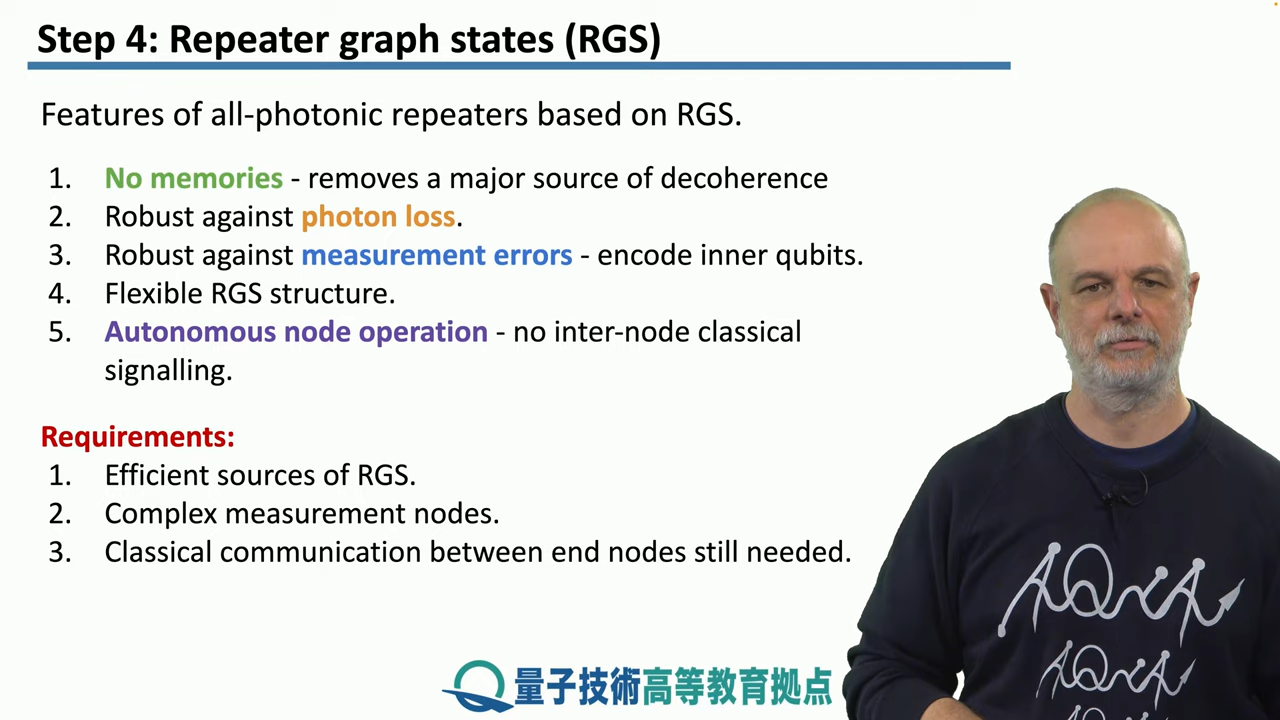 Step 4: Repeater graph states (RGS)
Features of all-photonic repeaters based on RGS.
1. No memories - removes a major source of decoherence
2. Robust against photon loss.
3. Robust against measurement errors - encode inner qubits.
4. Flexible RGS structure.
5. Autonomous node operation - no inter-node classical
signalling.
Requirements:
1. Efficient sources of RGS.
2. Complex measurement nodes.
3. Classical communication between end nodes still needed.
量子技術高等教育拠点
AQUA
AQUA